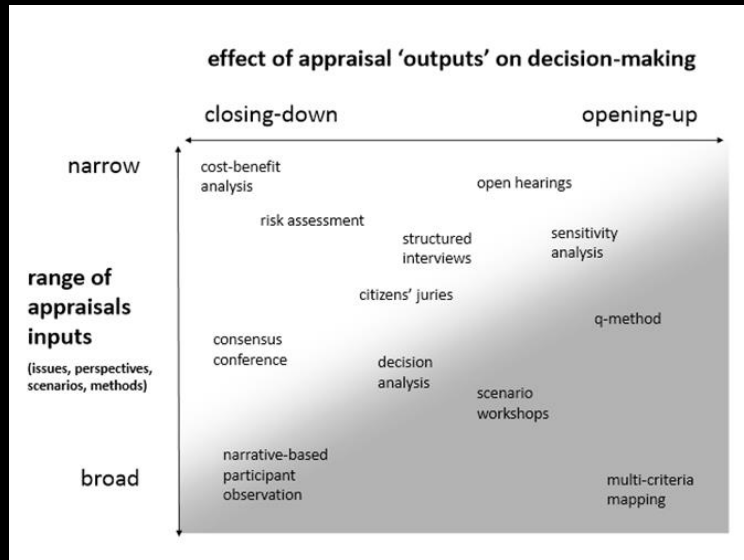 effect of appraisal ‘outputs’ on decision-making
closing-down
opening-up
narrow
cost-benefit
analysis
open hearings
risk assessment
structured
interviews
sensitivity
analysis
range of
appraisals
inputs
(issues, perspectives,
scenarios, methods)
citizens’ juries
q-method
consensus
conference
decision
analysis
scenario
workshops
broad
narrative-based
participant
observation
multi-criteria
mapping